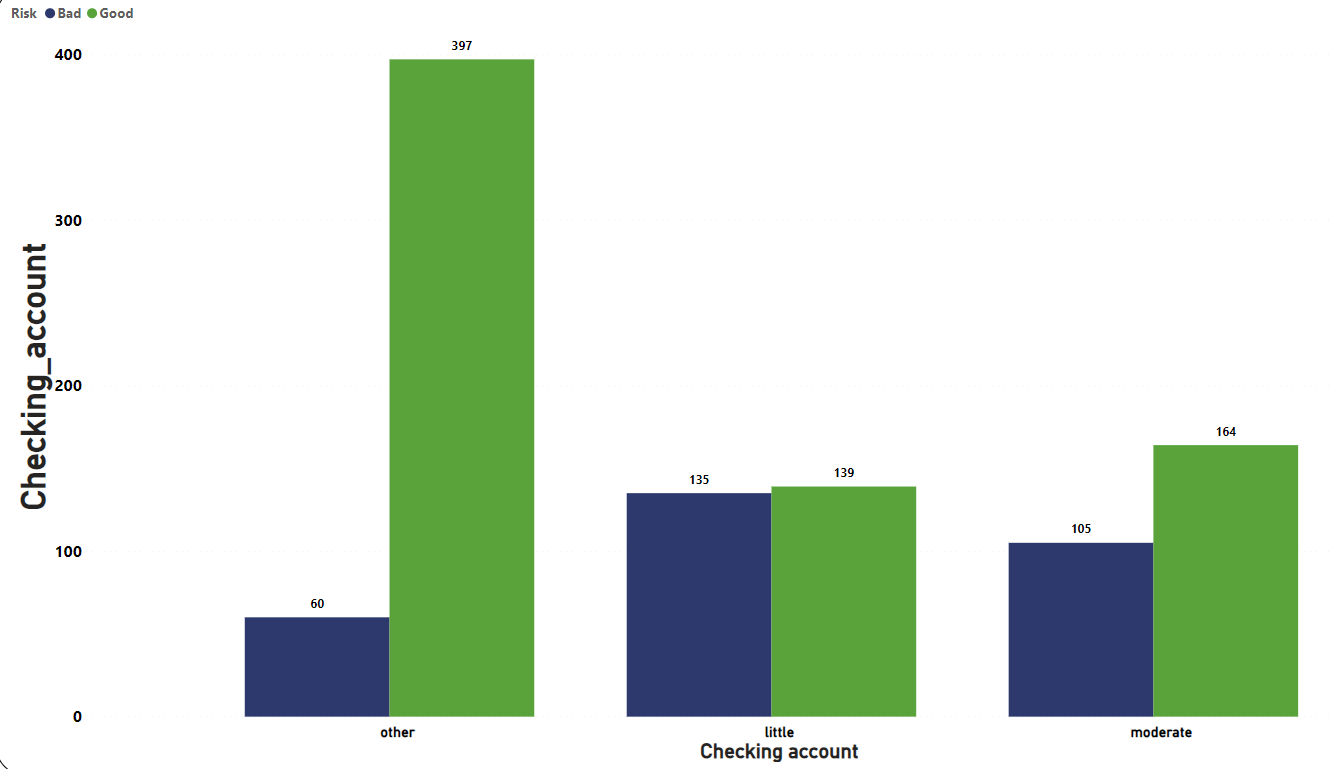 Risk Bad Good
400
300
200
100
0
Checking_account
397
60
135
139
164
105
other
little
moderate
Checking account